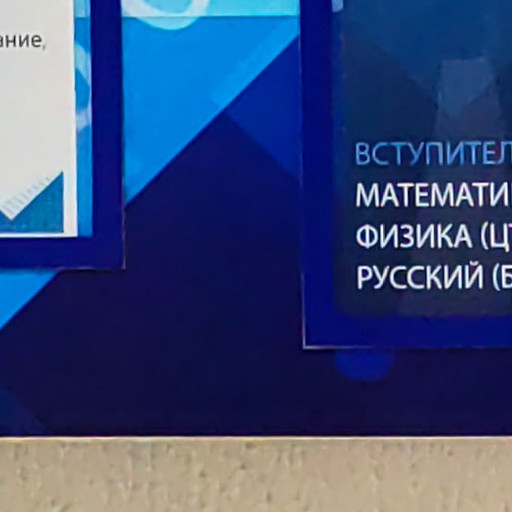 ание,
ВСТУПИТЕЛ
МАТЕМАТИ
ФИЗИКА (ЦТ
РУССКИЙ (Б